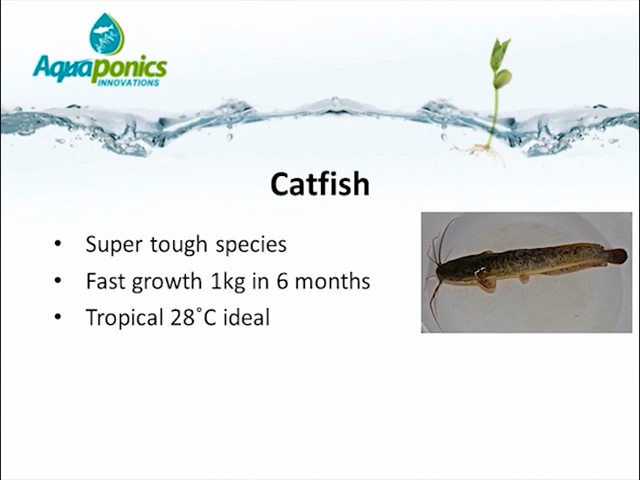 Aquaponics
INNOVATIONS
Catfish
• Super tough species
• Fast growth 1kg in 6 months
• Tropical 28˚C ideal